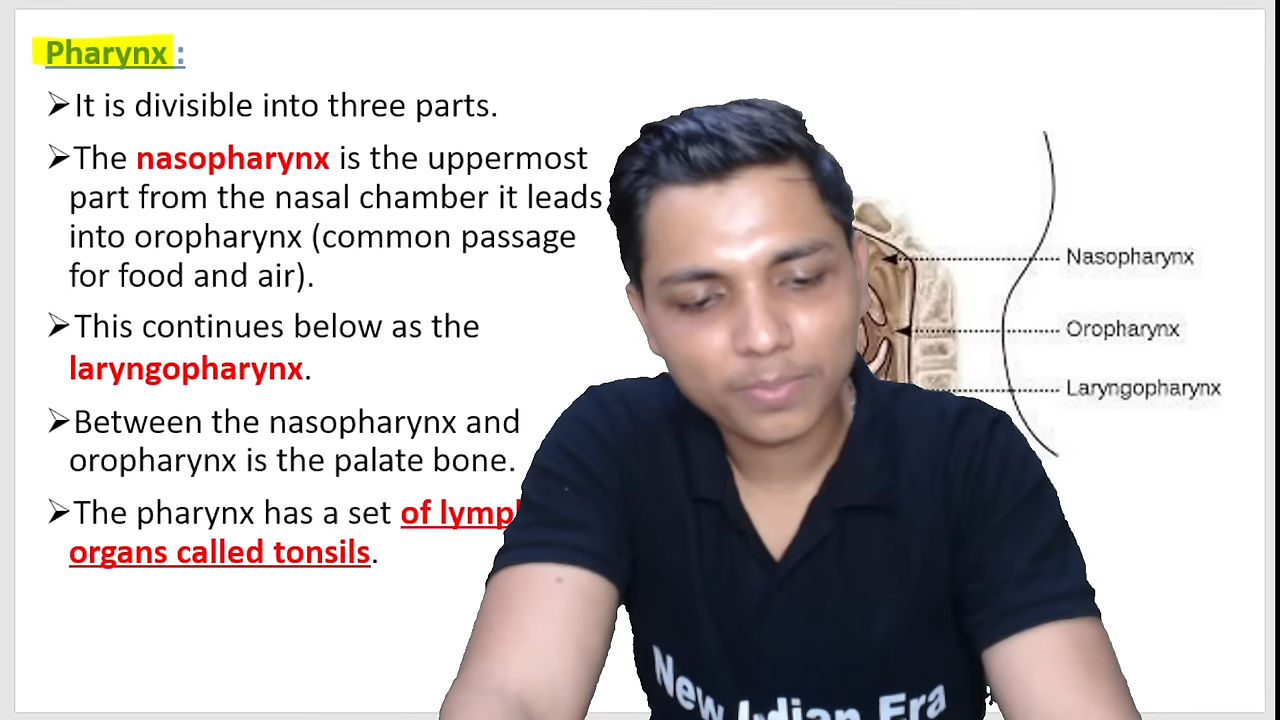 Pharynx :
➢It is divisible into three parts.
➢The nasopharynx is the uppermost
part from the nasal chamber it leads
into oropharynx (common passage
for food and air).
➢This continues below as the
laryngopharynx.
➢Between the nasopharynx and
oropharynx is the palate bone.
➢The pharynx has a set of
organs called tonsils.
Nasopharynx
Oropharynx
Laryngopharynx
New Indian Era